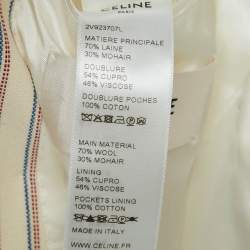 CELINE
PARIS
2V923707L
MATIERE PRINCIPALE
70% LAINE
30% MOHAIR
DOUBLURE
54% CUPRO
46% VISCOSE
DOUBLURE POCHES
100% COTON
MAIN MATERIAL
70% WOOL
30% MOHAIR
LINING
54% CUPRO
46% VISCOSE
POCKETS LINING
100% COTTON
MADE IN ITALY
WWW.CELINE.FR